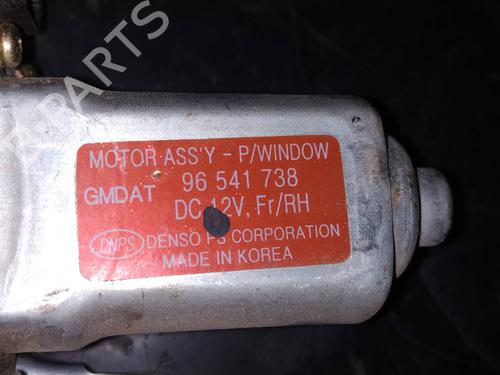 PARTS
MOTOR ASS'Y - P/WINDOW
GMDAT 96 541 738
DC 12V, Fr/RH
DNPS DENSO PS CORPORATION
MADE IN KOREA